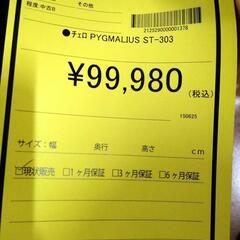 程度:中古B その他
2125290000001378
●チェロ PYGMALIUS ST-303
¥99,980
(税込)
150625
サイズ:幅 奥行 高さ cm
□現状販売 □1ヶ月保証 □3ヶ月保証 □6ヶ月保証